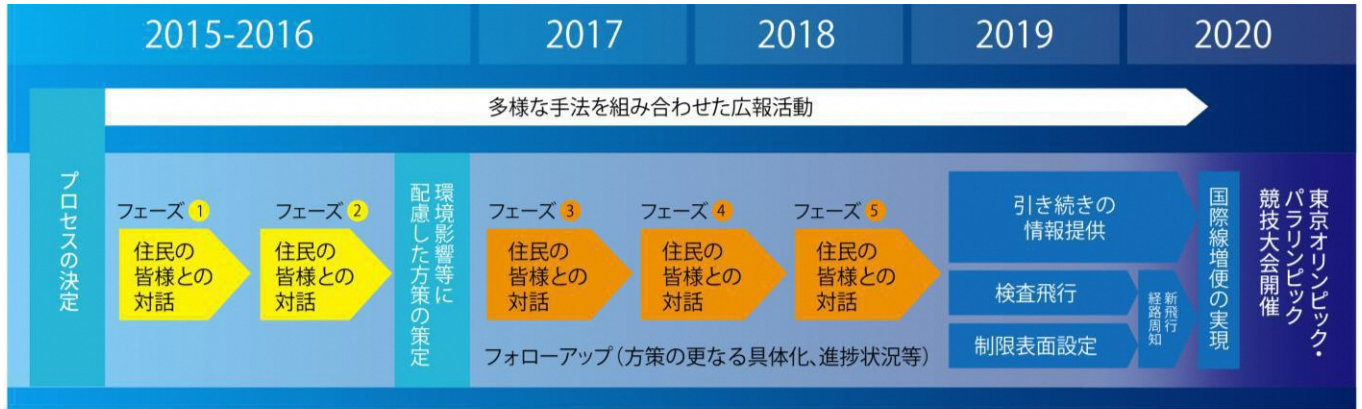 2015-2016
2017
2018
2019
2020
多様な手法を組み合わせた広報活動
プロセスの決定
フェーズ 1
住民の
皆様との
対話
フェーズ 2
住民の
皆様との
対話
環境影響等に
配慮した方策の策定
フェーズ 3
住民の
皆様との
対話
フェーズ 4
住民の
皆様との
対話
フェーズ 5
住民の
皆様との
対話
フォローアップ(方策の更なる具体化、進捗状況等)
引き続きの
情報提供
検査飛行
制限表面設定
新飛行
経路周知
国際線増便の実現
東京オリンピック・
パラリンピック
競技大会開催